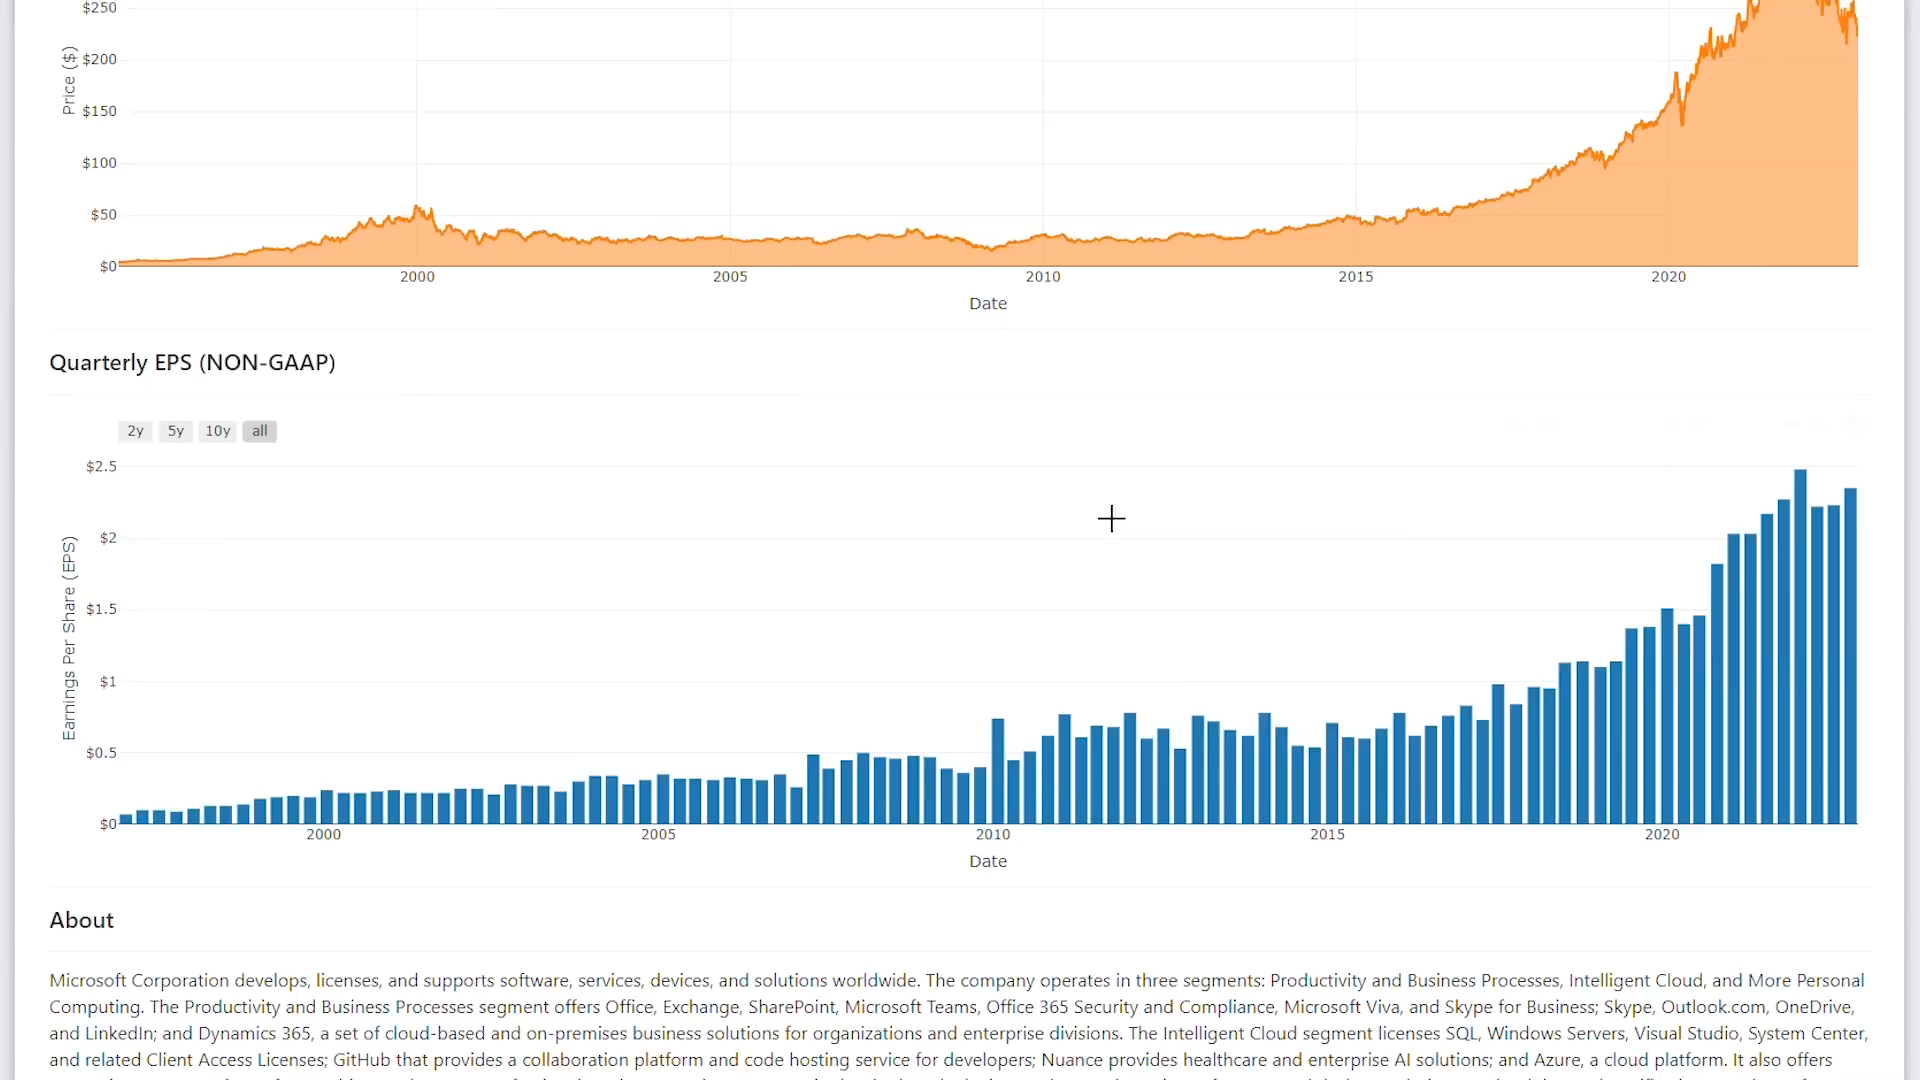 $250
$200
$150
$100
$50
$0
Price ($)
2000 2005 2010 2015 2020
Date
Quarterly EPS (NON-GAAP)
2y 5y 10y all
$2.5
$2
$1.5
$1
$0.5
$0
Earnings Per Share (EPS)
2000 2005 2010 2015 2020
Date
About
Microsoft Corporation develops, licenses, and supports software, services, devices, and solutions worldwide. The company operates in three segments: Productivity and Business Processes, Intelligent Cloud, and More Personal
Computing. The Productivity and Business Processes segment offers Office, Exchange, SharePoint, Microsoft Teams, Office 365 Security and Compliance, Microsoft Viva, and Skype for Business; Skype, Outlook.com, OneDrive,
and LinkedIn; and Dynamics 365, a set of cloud-based and on-premises business solutions for organizations and enterprise divisions. The Intelligent Cloud segment licenses SQL, Windows Servers, Visual Studio, System Center,
and related Client Access Licenses; GitHub that provides a collaboration platform and code hosting service for developers; Nuance provides healthcare and enterprise AI solutions; and Azure, a cloud platform. It also offers